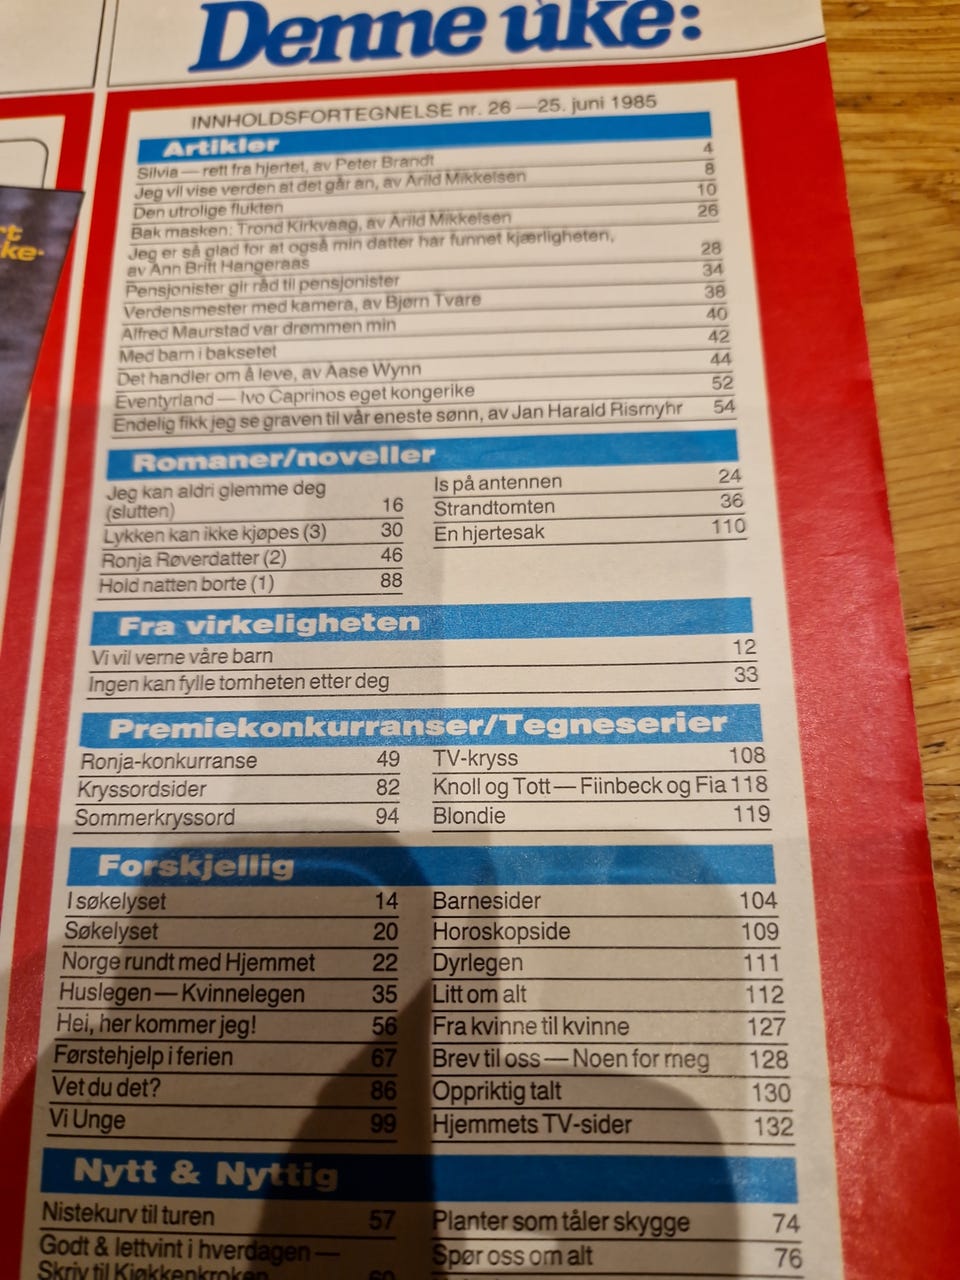 Denne uke:
INNHOLDSFORTEGNELSE nr. 26 — 25. juni 1985
Artikler
Silvia — rett fra hjertet, av Peter Brandt 4
Jeg vil vise verden at det går an, av Arild Mikkelsen 8
Den utrolige flukten 10
Bak masken: Trond Kirkvaag, av Arild Mikkelsen 26
Jeg er så glad for at også min datter har funnet kjærligheten,
av Ann Britt Hangeraas 28
Pensjonister gir råd til pensjonister 34
Verdensmester med kamera, av Bjørn Tvare 38
Alfred Maurstad var drømmen min 40
Med barn i baksetet 42
Det handler om å leve, av Aase Wynn 44
Eventyrland — Ivo Caprinos eget kongerike 52
Endelig fikk jeg se graven til vår eneste sønn, av Jan Harald Rismyhr 54
Romaner/noveller
Jeg kan aldri glemme deg
(slutten) 16
Lykken kan ikke kjøpes (3) 30
Ronja Røverdatter (2) 46
Hold natten borte (1) 88
Is på antennen 24
Strandtomten 36
En hjertesak 110
Fra virkeligheten
Vi vil verne våre barn 12
Ingen kan fylle tomheten etter deg 33
Premiekonkurranser/Tegneserier
Ronja-konkurranse 49
Kryssordsider 82
Sommerkryssord 94
TV-kryss 108
Knoll og Tott — Fiinbeck og Fia 118
Blondie 119
Forskjellig
I søkelyset 14
Søkelyset 20
Norge rundt med Hjemmet 22
Huslegen — Kvinnelegen 35
Hei, her kommer jeg! 56
Førstehjelp i ferien 67
Vet du det? 86
Vi Unge 99
Barnesider 104
Horoskopside 109
Dyrlegen 111
Litt om alt 112
Fra kvinne til kvinne 127
Brev til oss — Noen for meg 128
Oppriktig talt 130
Hjemmets TV-sider 132
Nytt & Nyttig
Nistekurv til turen 57
Godt & lettvint i hverdagen —
Skriv til Kjøkkenkroken 60
Planter som tåler skygge 74
Spør oss om alt 76